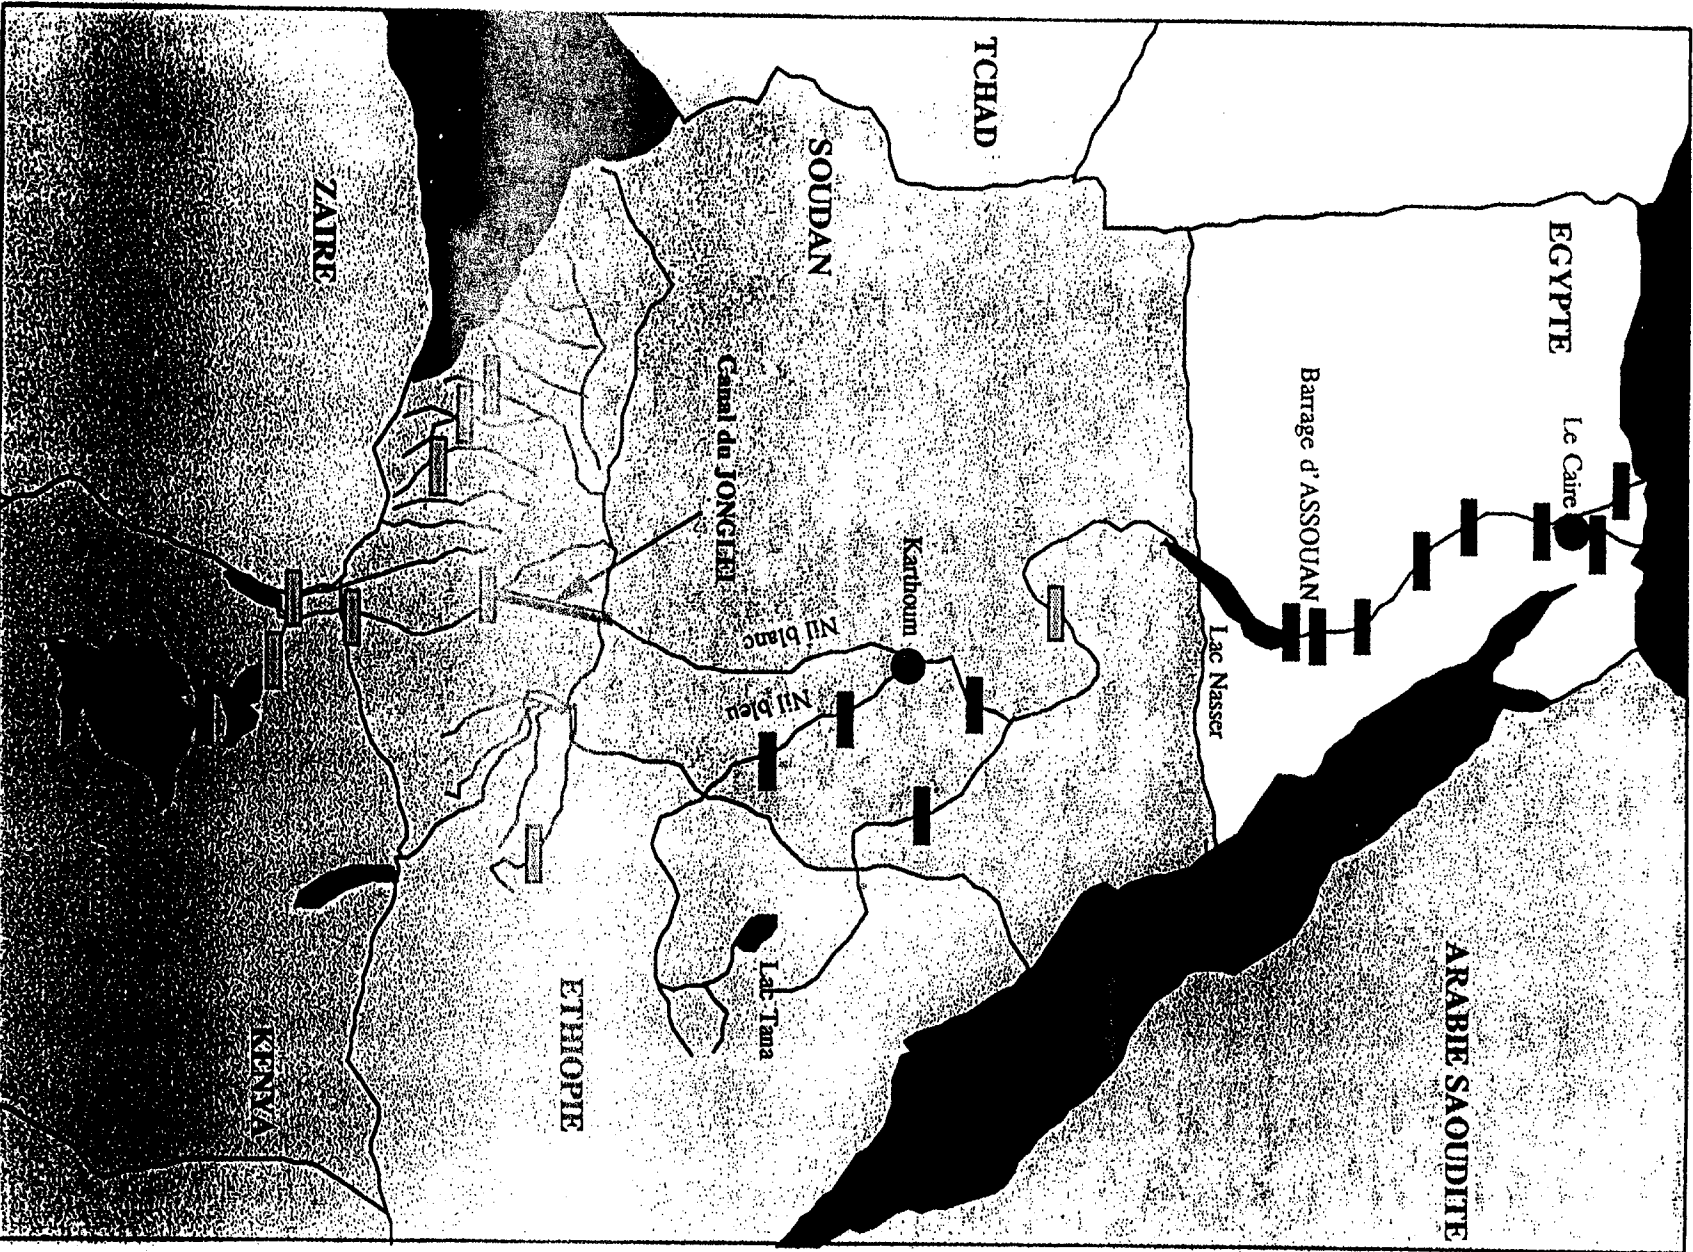 EGYPTE
Le Caire
ARABIE SAOUDITE
Barrage d'ASSOUAN
Lac Nasser
TCHAD
Karthoum
SOUDAN
Nil blanc
Nil bleu
Lac Tana
Canal du JONGLEI
ETHIOPIE
ZAIRE
KENYA